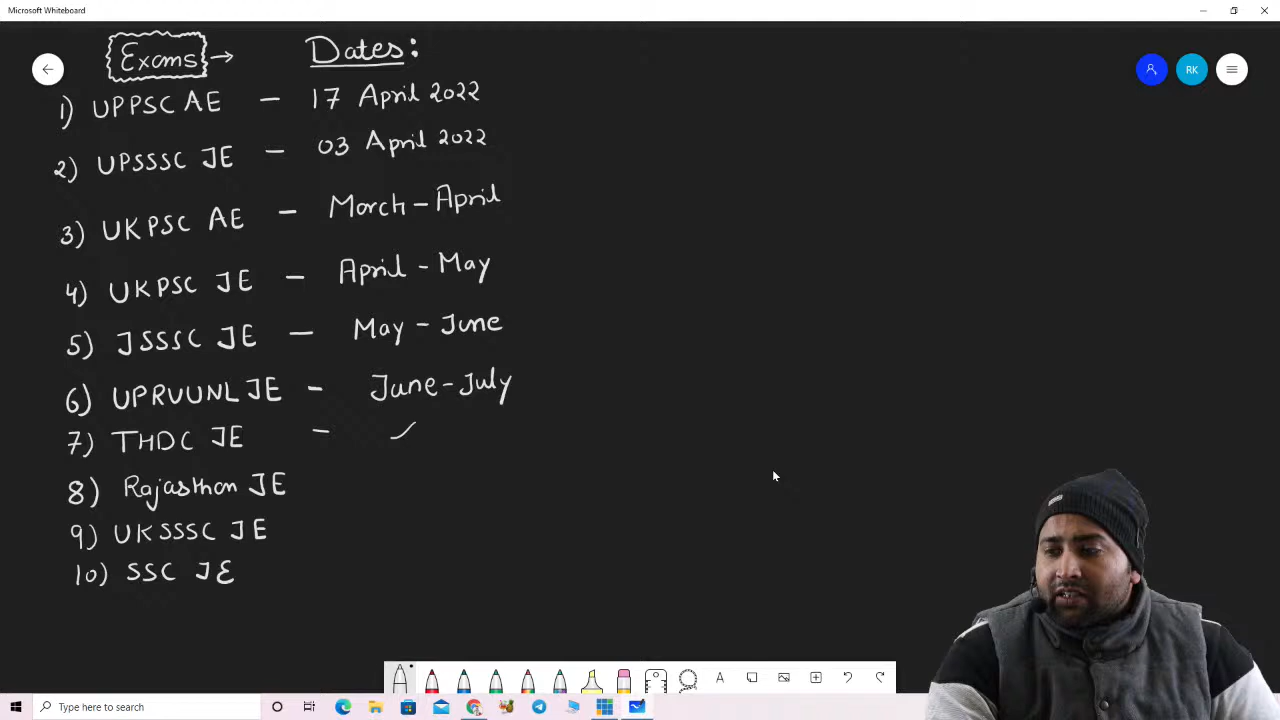 Microsoft Whiteboard
Exams → Dates:
RK
1) UPPSC AE - 17 April 2022
2) UPSSSC JE - 03 April 2022
3) UKPSC AE - March - April
4) UKPSC JE - April - May
5) JSSSC JE - May - June
6) UPRVUNL JE - June - July
7) THDC JE -
8) Rajasthan JE
9) UKSSSC JE
10) SSC JE
Type here to search